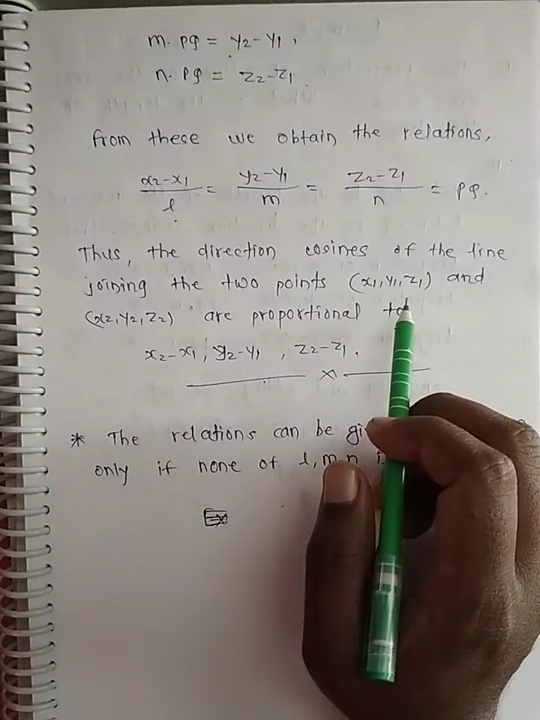 m. PQ = y2-y1,
n. PQ = z2-z1
from these we obtain the relations,
x2-x1/l = y2-y1/m = z2-z1/n = PQ.
Thus, the direction cosines of the line
joining the two points (x1,y1,z1) and
(x2,y2,z2) are proportional to
x2-x1, y2-y1, z2-z1.
* The relations can be
only if none of l,m,n